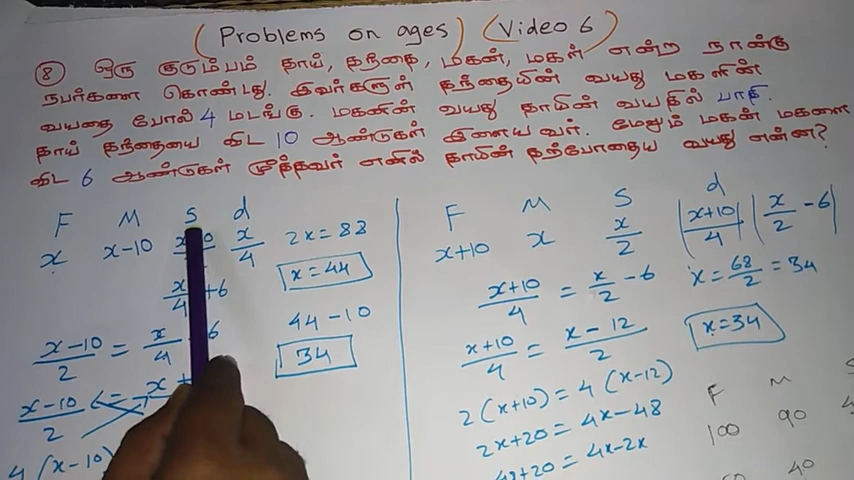 (Problems on ages) (Video 6)
8 ஒரு குடும்பம் தாய், தந்தை, மகன், மகள் என்ற நான்கு
நபர்களை கொண்டது. இவர்களுள் தந்தையின் வயது மகளின்
வயதை போல் 4 மடங்கு. மகனின் வயது தாயின் வயதில் பாதி.
தாய் தந்தையை விட 10 ஆண்டுகள் இளையவர். மேலும் மகன் மகளை
விட 6 ஆண்டுகள் மூத்தவர் எனில் தாயின் தற்போதைய வயது என்ன?
F M S d
x x-10 x/4
2x = 88
x/4 +6
x = 44
44-10
(x-10)/2 = x/4
34
(x-10)/2 =
4(x-10)
F M S d
x+10 x x/2 |(x+10)/4| x/2 -6|
(x+10)/4 = x/2 -6
x = 68/2 = 34
(x+10)/4 = (x-12)/2
x=34
2(x+10) = 4(x-12)
2x+20 = 4x-48
+20 = 4x-2x
F M
100 90
40